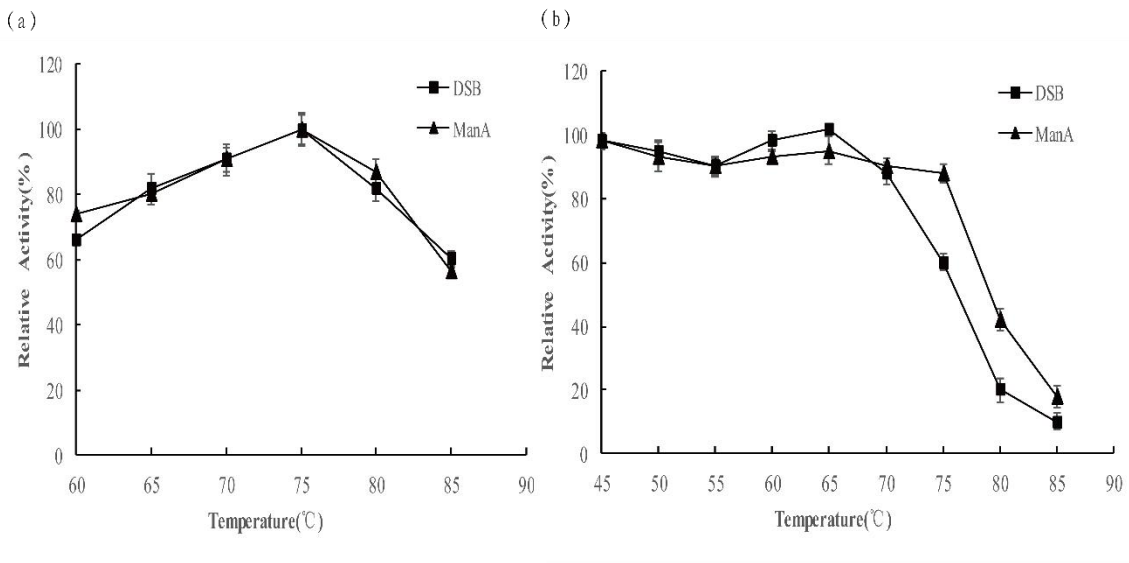 (a)
120
100
80
60
40
20
0
Relative Activity(%)
DSB
ManA
60 65 70 75 80 85 90
Temperature(℃)
(b)
120
100
80
60
40
20
0
Relative Activity(%)
DSB
ManA
45 50 55 60 65 70 75 80 85 90
Temperature(℃)